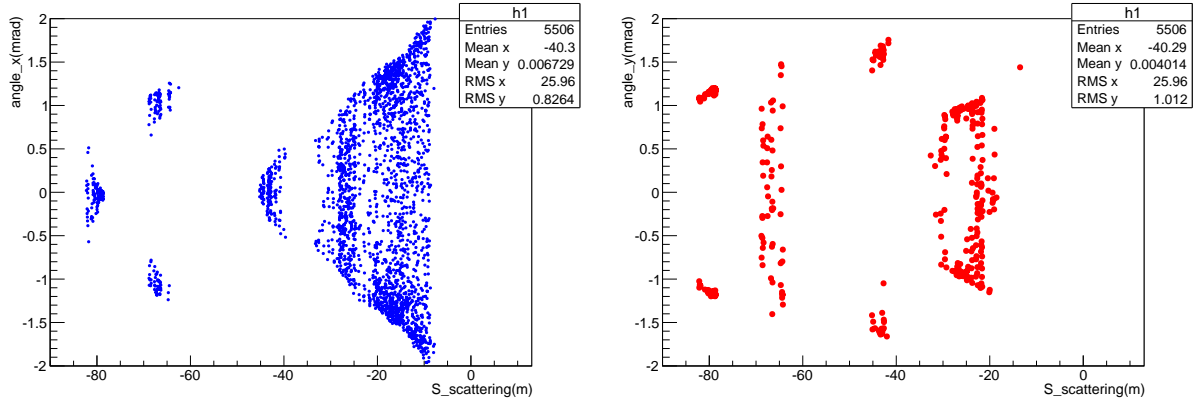 h1
Entries 5506
Mean x -40.3
Mean y 0.006729
RMS x 25.96
RMS y 0.8264
angle_x(mrad)
2
1.5
1
0.5
0
-0.5
-1
-1.5
-2
-80 -60 -40 -20 0
S_scattering(m)
h1
Entries 5506
Mean x -40.29
Mean y 0.004014
RMS x 25.96
RMS y 1.012
angle_y(mrad)
2
1.5
1
0.5
0
-0.5
-1
-1.5
-2
-80 -60 -40 -20 0
S_scattering(m)